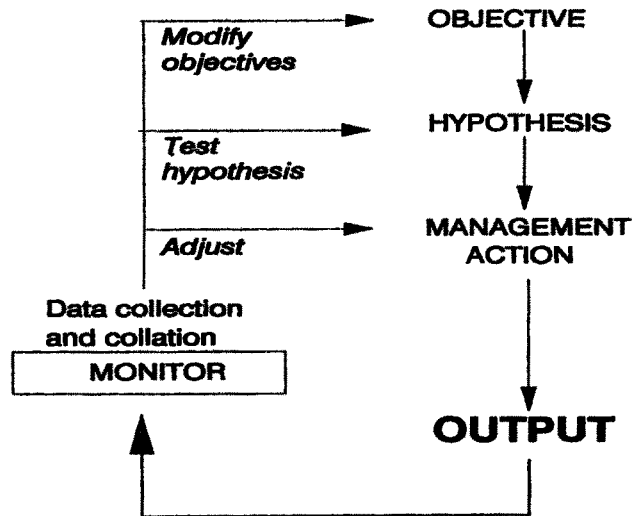 Modify
objectives
OBJECTIVE
Test
hypothesis
HYPOTHESIS
Adjust
MANAGEMENT
ACTION
Data collection
and collation
MONITOR
OUTPUT